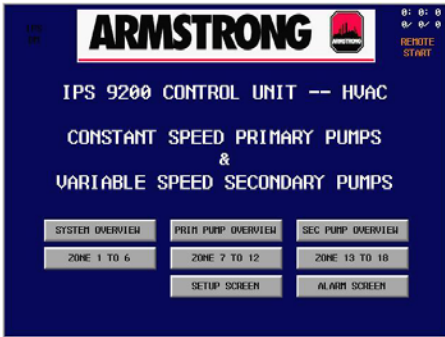 ARMSTRONG
ARMSTRONG
0: 0: 0
0/ 0/ 0
REMOTE
START
IPS 9200 CONTROL UNIT -- HVAC
CONSTANT SPEED PRIMARY PUMPS
&
VARIABLE SPEED SECONDARY PUMPS
SYSTEM OVERVIEW PRIM PUMP OVERVIEW SEC PUMP OVERVIEW
ZONE 1 TO 6 ZONE 7 TO 12 ZONE 13 TO 18
SETUP SCREEN ALARM SCREEN